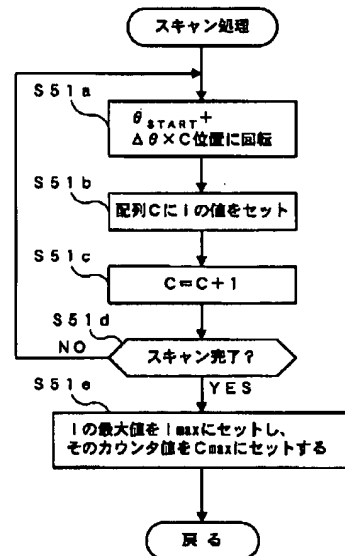 スキャン処理
S51a
θSTART+
Δθ×C位置に回転
S51b
配列CにIの値をセット
S51c
C=C+1
S51d
スキャン完了?
NO
YES
S51e
Iの最大値をImaxにセットし、
そのカウンタ値をCmaxにセットする
戻る